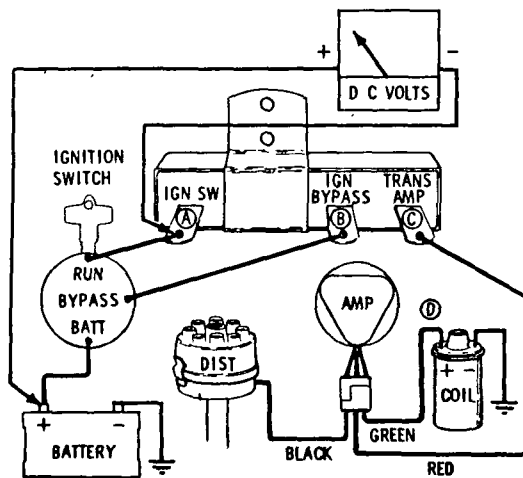 + -
D C VOLTS
IGNITION
SWITCH
IGN SW
IGN
BYPASS
TRANS
AMP
A
B
C
RUN
BYPASS
BATT
AMP
D
DIST
+ -
COIL
+ -
BATTERY
BLACK
GREEN
RED